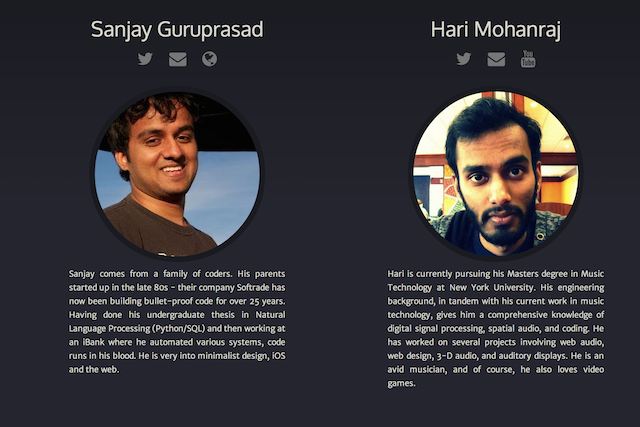 Sanjay Guruprasad
Sanjay comes from a family of coders. His parents
started up in the late 80s – their company Softrade has
now been building bullet-proof code for over 25 years.
Having done his undergraduate thesis in Natural
Language Processing (Python/SQL) and then working at
an iBank where he automated various systems, code
runs in his blood. He is very into minimalist design, iOS
and the web.
Hari Mohanraj
You
Tube
Hari is currently pursuing his Masters degree in Music
Technology at New York University. His engineering
background, in tandem with his current work in music
technology, gives him a comprehensive knowledge of
digital signal processing, spatial audio, and coding. He
has worked on several projects involving web audio,
web design, 3-D audio, and auditory displays. He is an
avid musician, and of course, he also loves video
games.